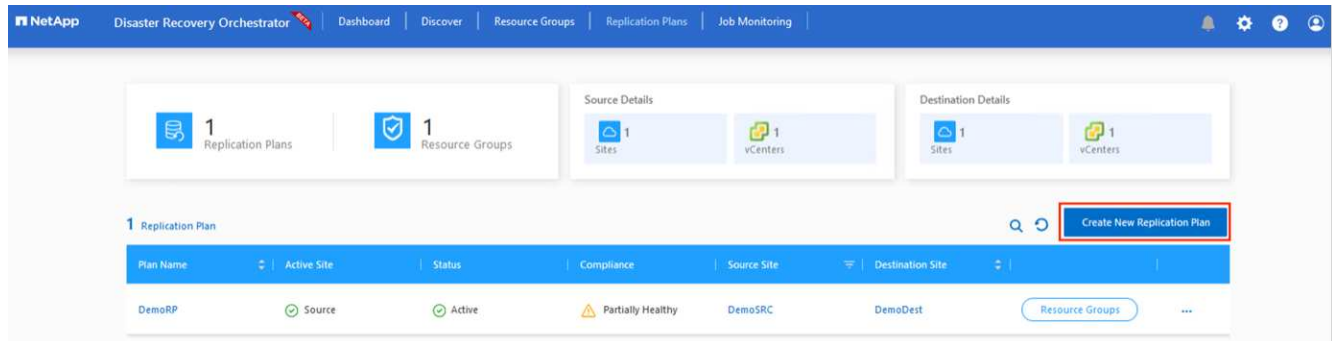 NetApp
Disaster Recovery Orchestrator Beta Dashboard Discover Resource Groups Replication Plans Job Monitoring
1 Replication Plans
1 Resource Groups
Source Details
1 Sites
1 vCenters
Destination Details
1 Sites
1 vCenters
1 Replication Plan
Create New Replication Plan
Plan Name Active Site Status Compliance Source Site Destination Site
DemoRP Source Active Partially Healthy DemoSRC DemoDest Resource Groups ...